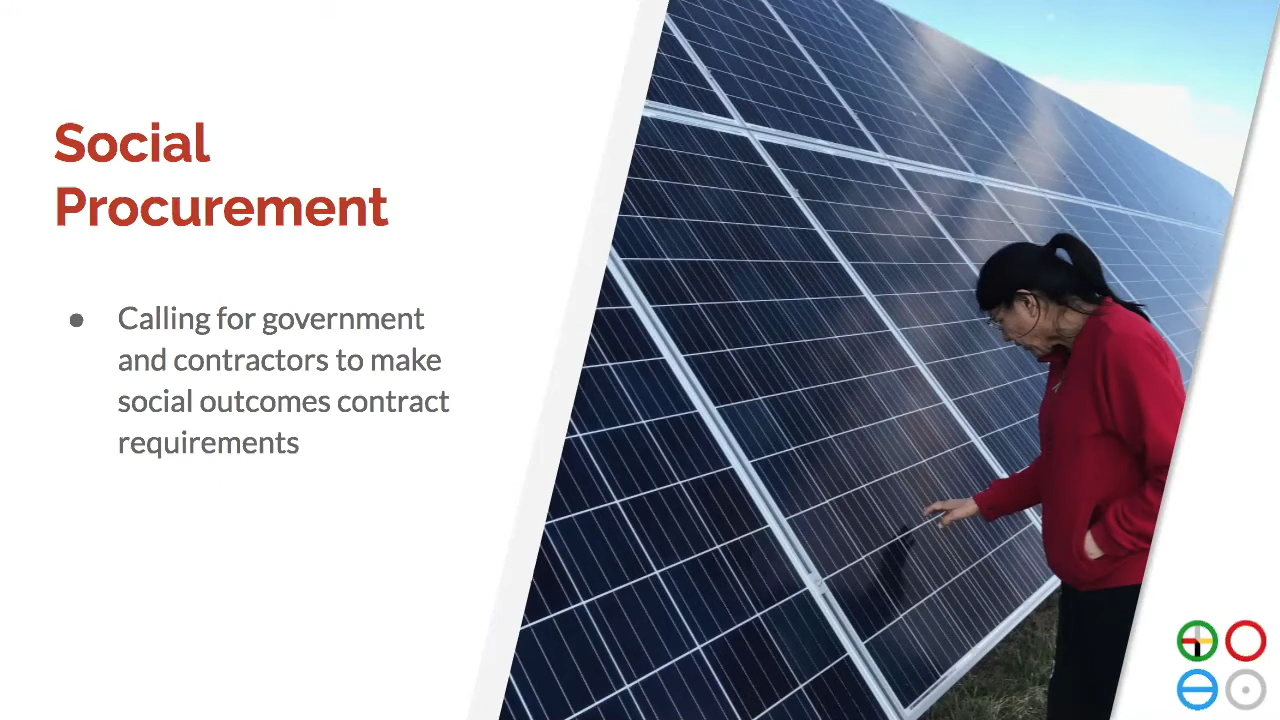 Social
Procurement
● Calling for government
and contractors to make
social outcomes contract
requirements